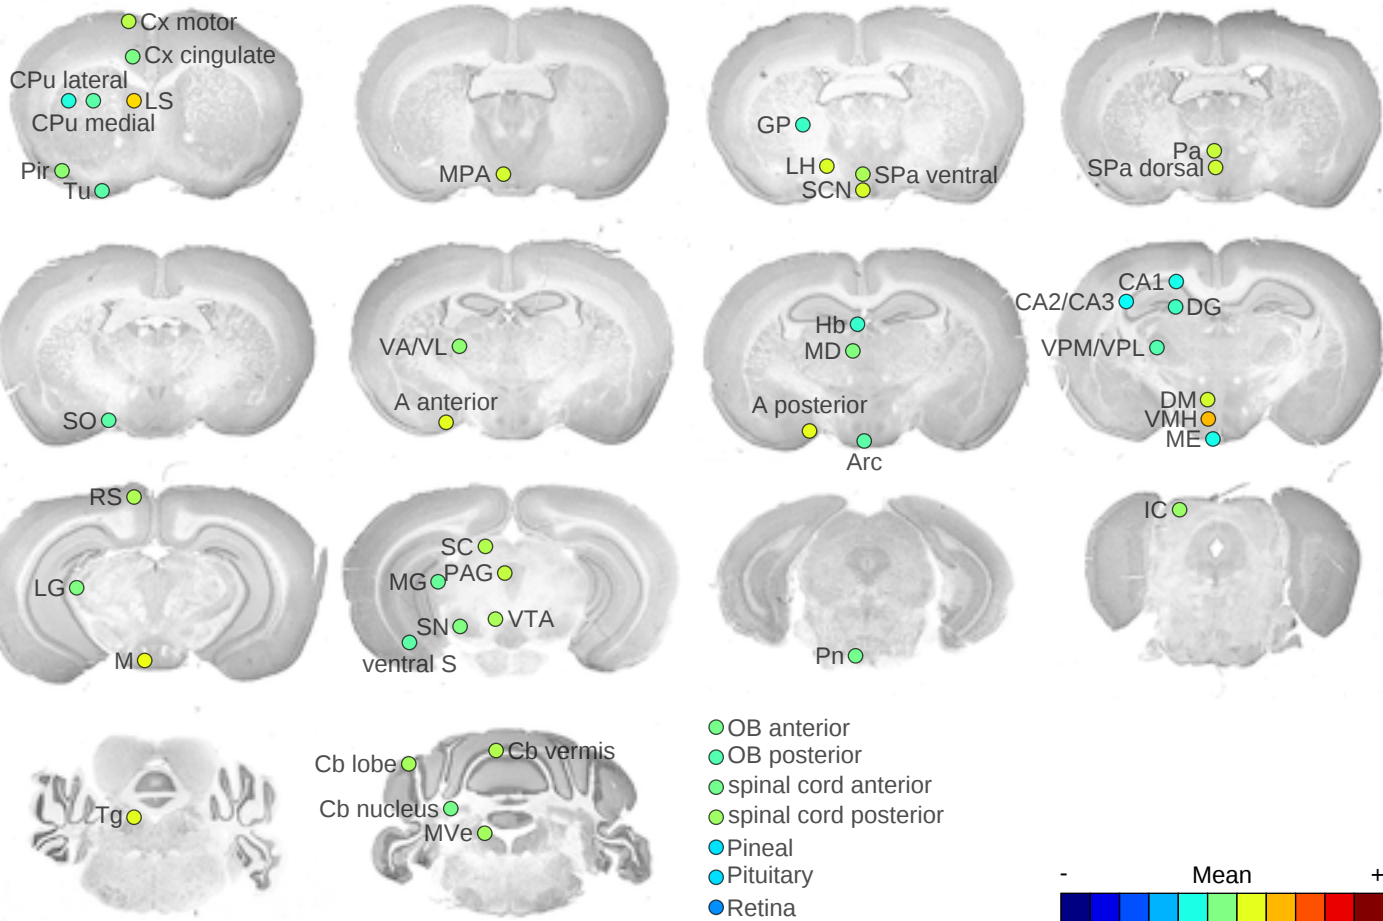 Cx motor
Cx cingulate
CPu lateral
LS
CPu medial
Pir
Tu
MPA
GP
LH
SPa ventral
SCN
Pa
SPa dorsal
SO
VA/VL
A anterior
Hb
MD
A posterior
Arc
CA1
CA2/CA3
DG
VPM/VPL
DM
VMH
ME
RS
LG
M
SC
PAG
MG
VTA
SN
ventral S
Pn
IC
Tg
Cb vermis
Cb lobe
Cb nucleus
MVe
OB anterior
OB posterior
spinal cord anterior
spinal cord posterior
Pineal
Pituitary
Retina
- Mean +